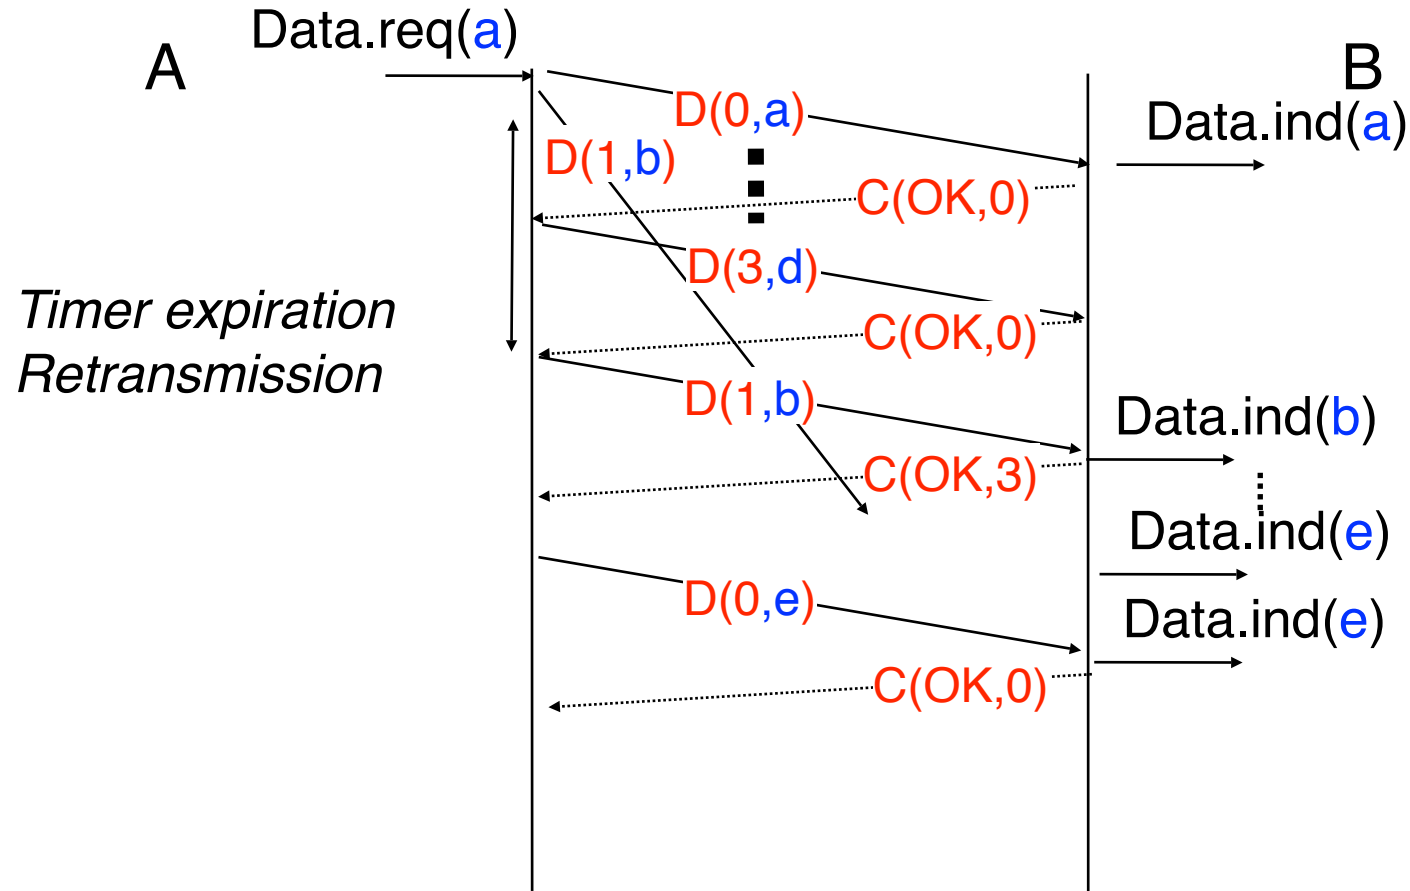 Data.req(a)
A
B
D(0,a)
Data.ind(a)
D(1,b)
C(OK,0)
D(3,d)
Timer expiration
Retransmission
C(OK,0)
D(1,b)
Data.ind(b)
C(OK,3)
Data.ind(e)
D(0,e)
Data.ind(e)
C(OK,0)